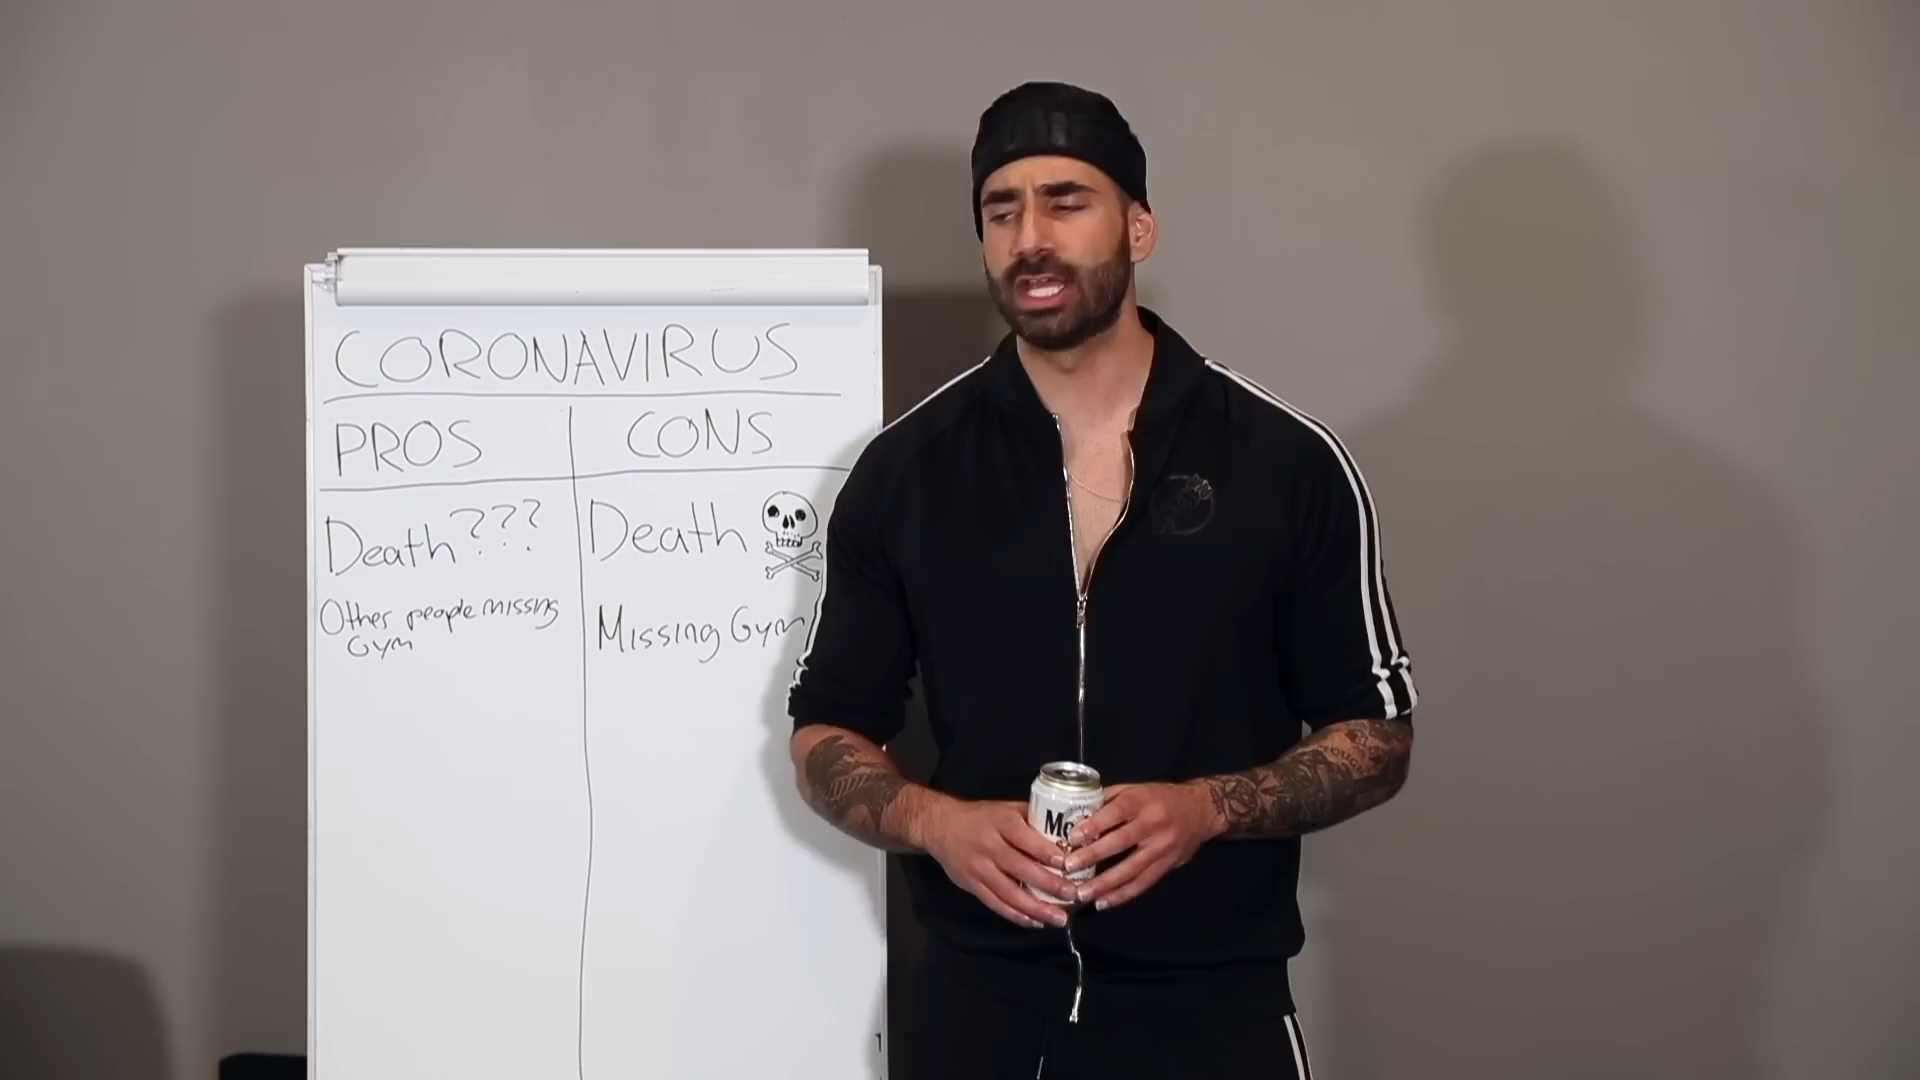 CORONAVIRUS
PROS
CONS
Death???
Death
Other people missing
Gym
Missing Gym